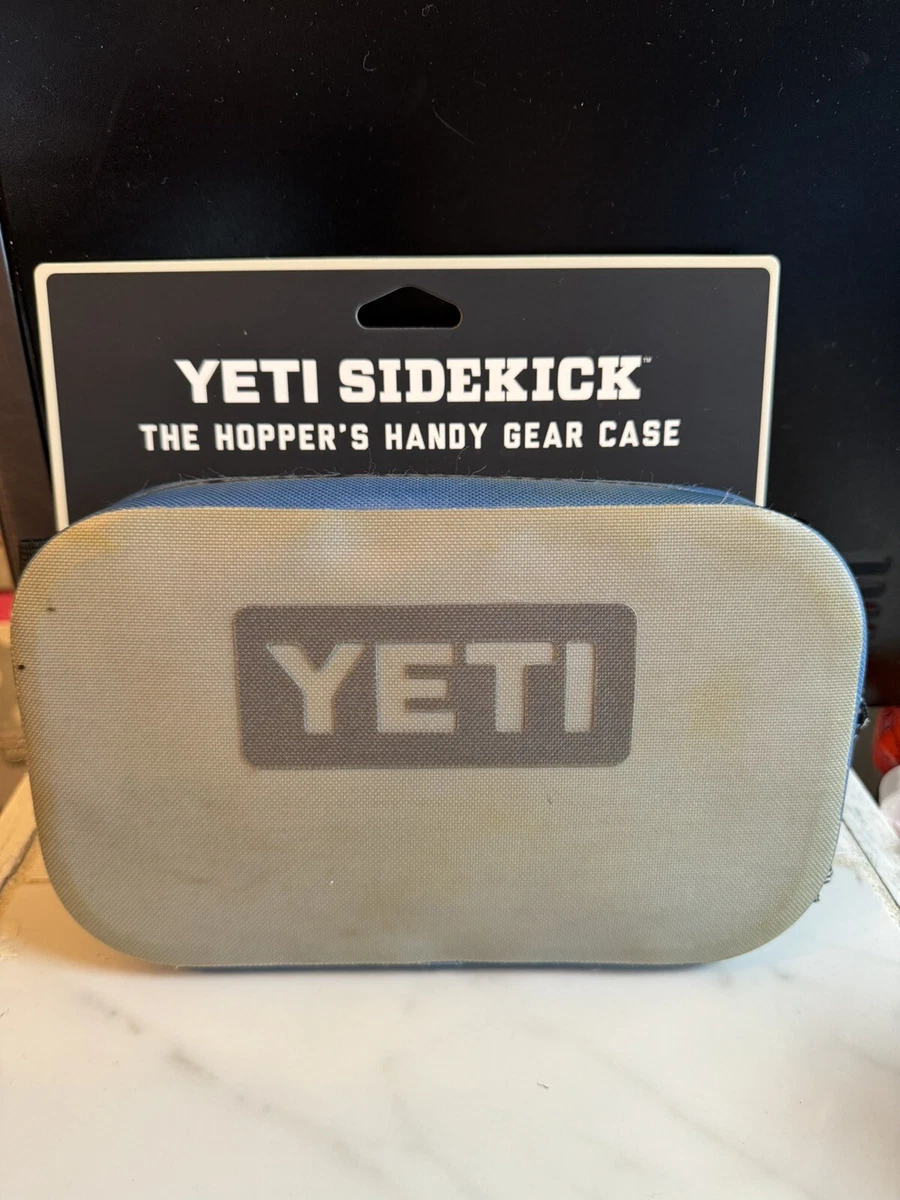 YETI SIDEKICK™
THE HOPPER'S HANDY GEAR CASE
YETI